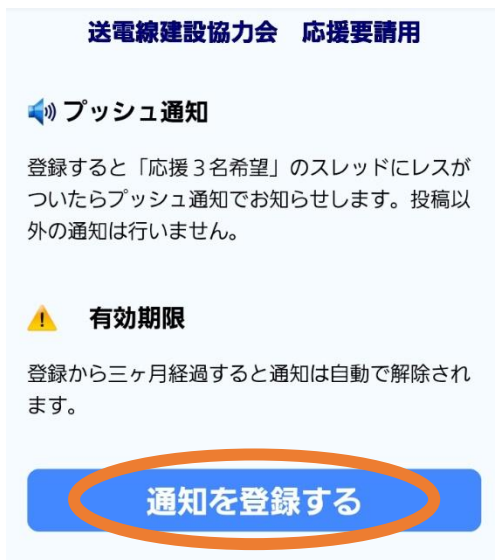 送電線建設協力会　応援要請用
プッシュ通知
登録すると「応援３名希望」のスレッドにレスが
ついたらプッシュ通知でお知らせします。投稿以
外の通知は行いません。
有効期限
登録から三ヶ月経過すると通知は自動で解除され
ます。
通知を登録する